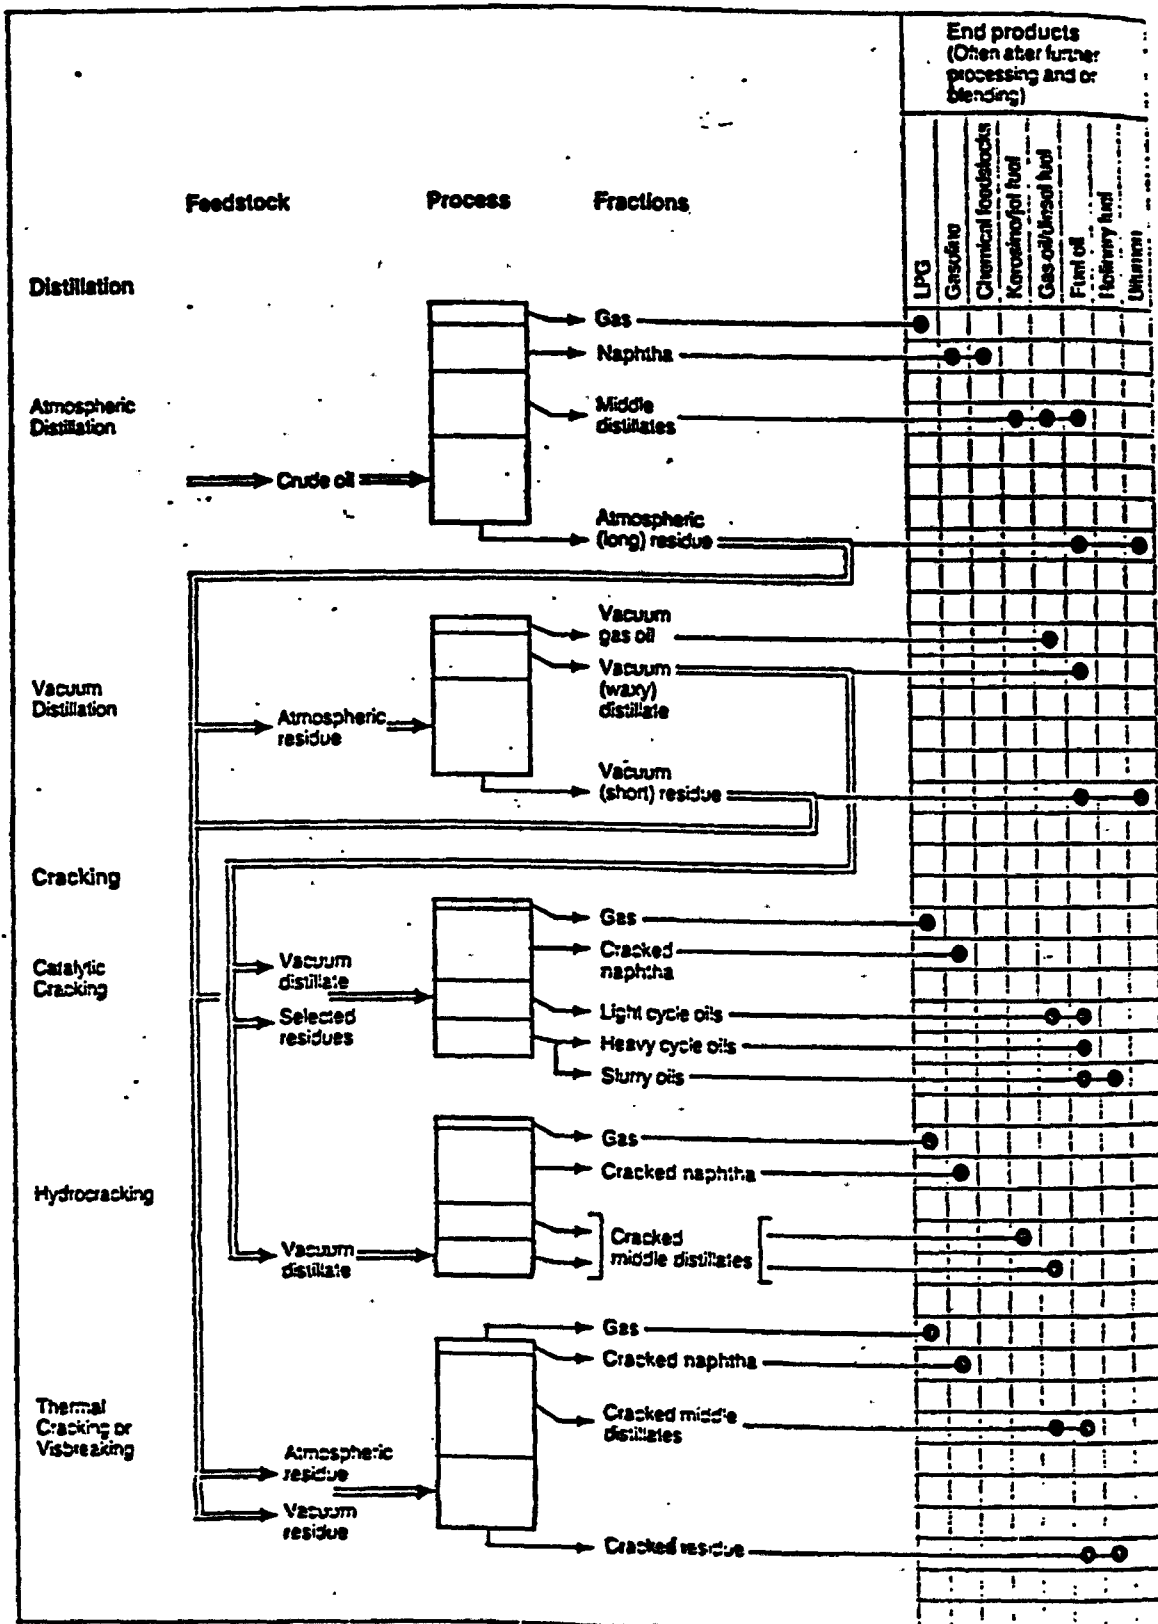 End products
(Often after further
processing and or
blending)
Feedstock
Process
Fractions
LPG
Gasoline
Chemical feedstocks
Kerosine/jet fuel
Gas-oil/diesel fuel
Fuel oil
Refinery fuel
Bitumen
Distillation
Gas
Naphtha
Atmospheric
Distillation
Middle
distillates
Crude oil
Atmospheric
(long) residue
Vacuum
gas oil
Vacuum
Distillation
Vacuum
(waxy)
distillate
Atmospheric
residue
Vacuum
(short) residue
Cracking
Gas
Catalytic
Cracking
Vacuum
distillate
Cracked
naphtha
Selected
residues
Light cycle oils
Heavy cycle oils
Slurry oils
Gas
Hydrocracking
Cracked naphtha
Vacuum
distillate
Cracked
middle distillates
Gas
Cracked naphtha
Thermal
Cracking or
Visbreaking
Cracked middle
distillates
Atmospheric
residue
Vacuum
residue
Cracked residue